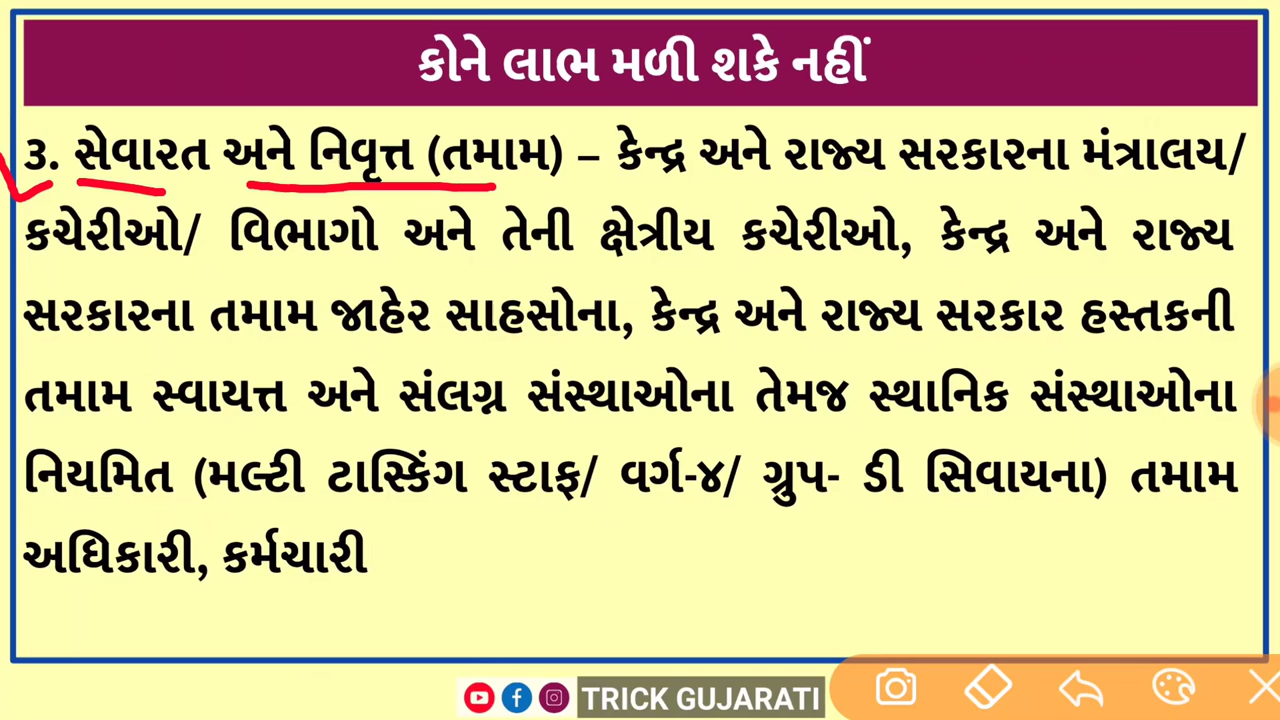 કોને લાભ મળી શકે નહીં
૩. સેવારત અને નિવૃત્ત (તમામ) – કેન્દ્ર અને રાજ્ય સરકારના મંત્રાલય/
કચેરીઓ/ વિભાગો અને તેની ક્ષેત્રીય કચેરીઓ, કેન્દ્ર અને રાજ્ય
સરકારના તમામ જાહેર સાહસોના, કેન્દ્ર અને રાજ્ય સરકાર હસ્તકની
તમામ સ્વાયત્ત અને સંલગ્ન સંસ્થાઓના તેમજ સ્થાનિક સંસ્થાઓના
નિયમિત (મલ્ટી ટાસ્કિંગ સ્ટાફ/ વર્ગ-૪/ ગ્રુપ- ડી સિવાયના) તમામ
અધિકારી, કર્મચારી
TRICK GUJARATI